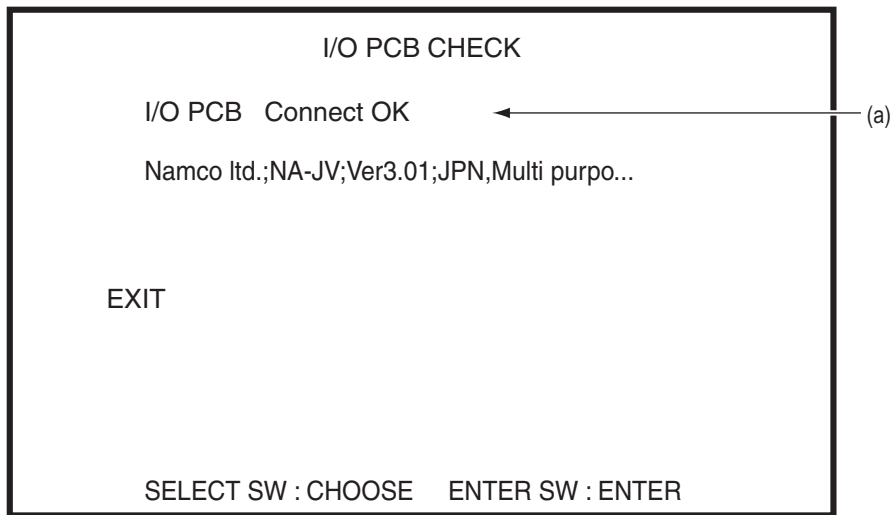 I/O PCB CHECK
I/O PCB Connect OK
(a)
Namco ltd.;NA-JV;Ver3.01;JPN,Multi purpo...
EXIT
SELECT SW : CHOOSE ENTER SW : ENTER